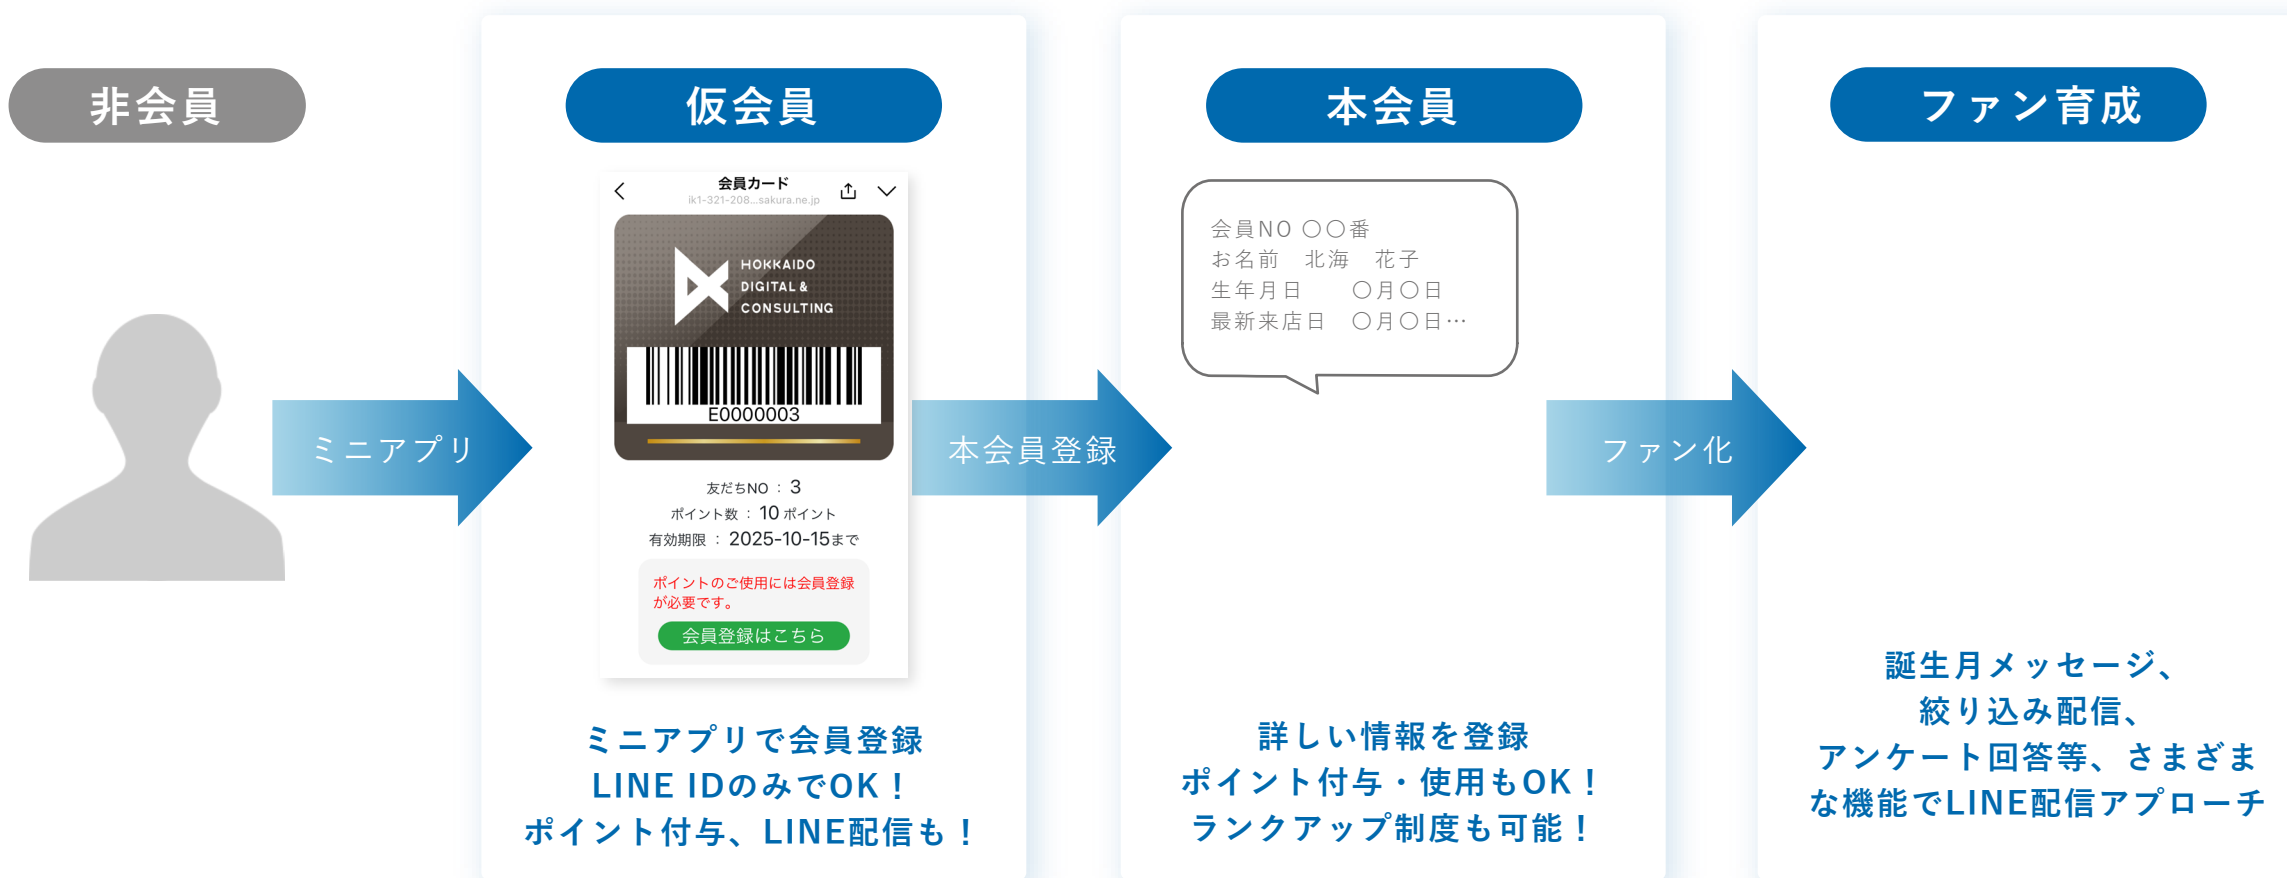 非会員
ミニアプリ
仮会員
会員カード
ik1-321-208...sakura.ne.jp
HOKKAIDO
DIGITAL &
CONSULTING
E0000003
友だちNO : 3
ポイント数 : 10 ポイント
有効期限 : 2025-10-15まで
ポイントのご使用には会員登録
が必要です。
会員登録はこちら
ミニアプリで会員登録
LINE IDのみでOK！
ポイント付与、LINE配信も！
本会員登録
本会員
会員NO 〇〇番
お名前　北海　花子
生年月日　　〇月〇日
最新来店日　〇月〇日…
詳しい情報を登録
ポイント付与・使用もOK！
ランクアップ制度も可能！
ファン化
ファン育成
誕生月メッセージ、
絞り込み配信、
アンケート回答等、さまざま
な機能でLINE配信アプローチ